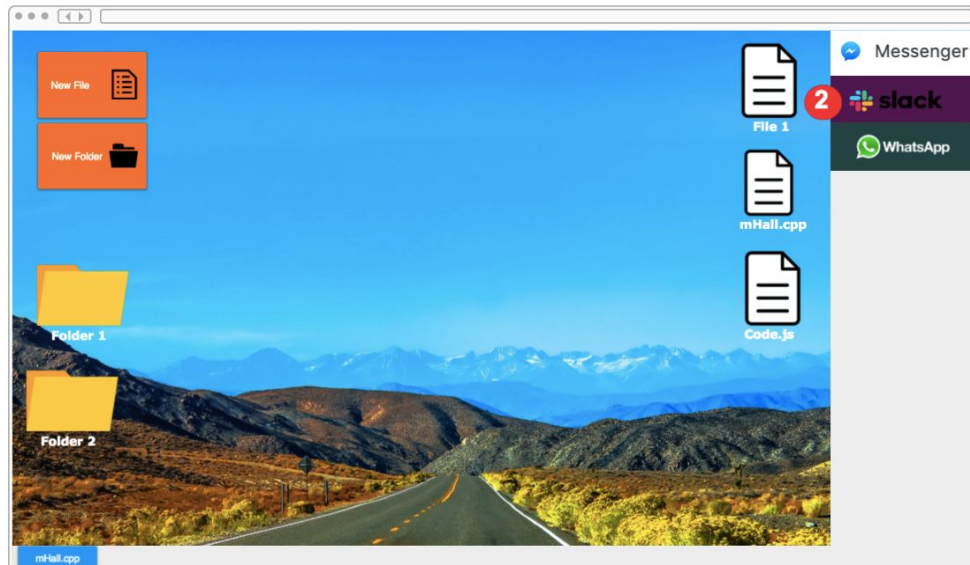 New File
New Folder
Folder 1
Folder 2
File 1
mHall.cpp
Code.js
Messenger
2
slack
WhatsApp
mHall.cpp